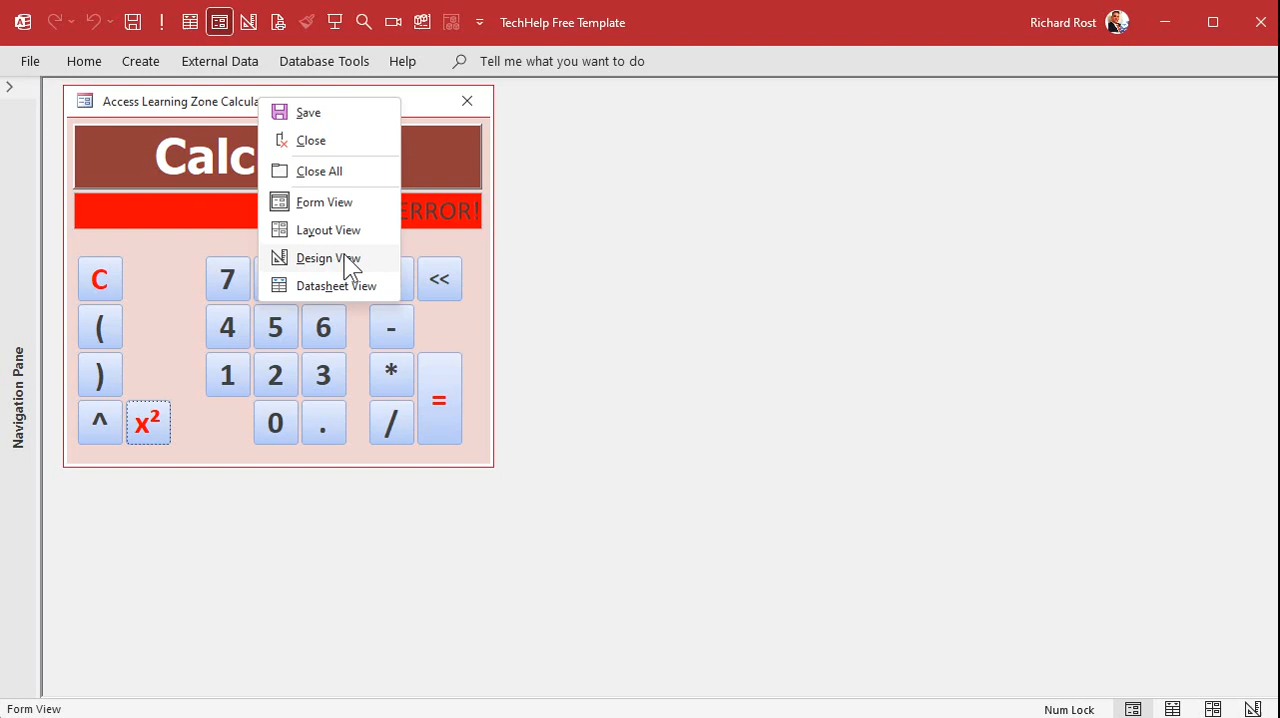 TechHelp Free Template
Richard Rost
File Home Create External Data Database Tools Help Tell me what you want to do
Access Learning Zone Calcula
Calc
ERROR!
Save
Close
Close All
Form View
Layout View
Design View
Datasheet View
C 7 <<
( 4 5 6 -
) 1 2 3 * =
^ x² 0 . /
Navigation Pane
Form View
Num Lock